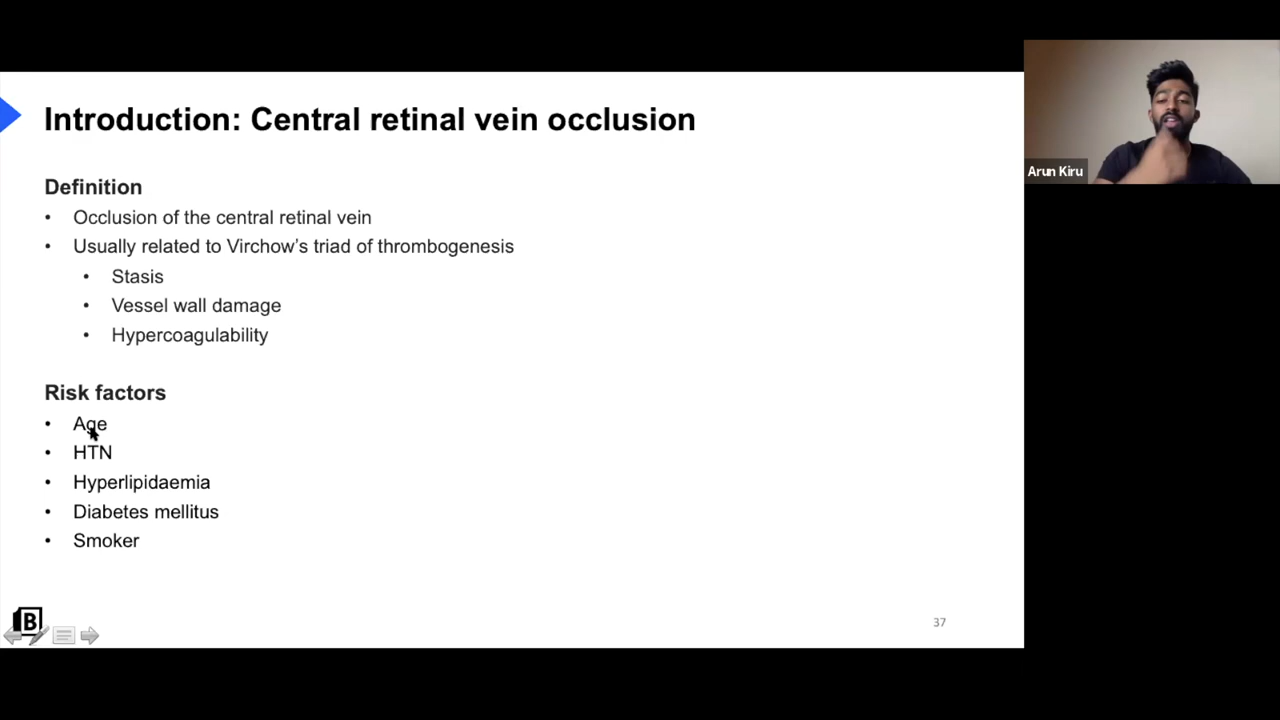 Introduction: Central retinal vein occlusion
Definition
• Occlusion of the central retinal vein
• Usually related to Virchow’s triad of thrombogenesis
• Stasis
• Vessel wall damage
• Hypercoagulability
Risk factors
• Age
• HTN
• Hyperlipidaemia
• Diabetes mellitus
• Smoker
B
37
Arun Kiru